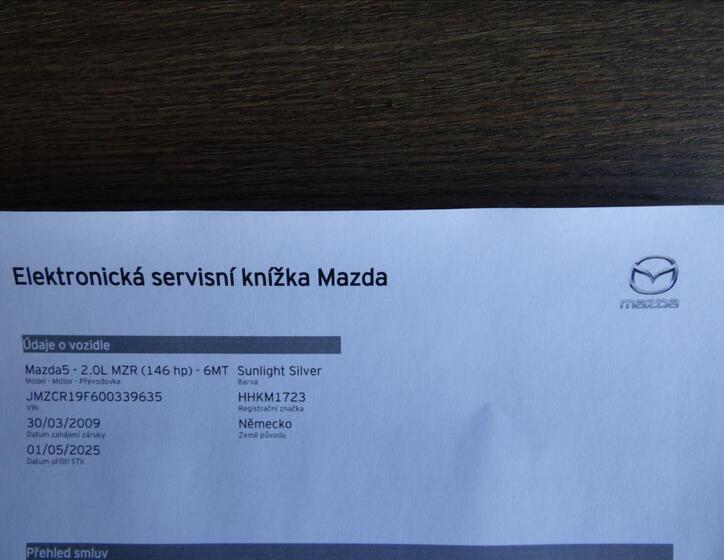 Elektronická servisní knížka Mazda
mazda
Údaje o vozidle
Mazda5 - 2.0L MZR (146 hp) - 6MT Sunlight Silver
Model - Motor - Převodovka Barva
JMZCR19F600339635 HHKM1723
VIN Registrační značka
30/03/2009 Německo
Datum zahájení záruky Země původu
01/05/2025
Datum příští STK
Přehled smluv